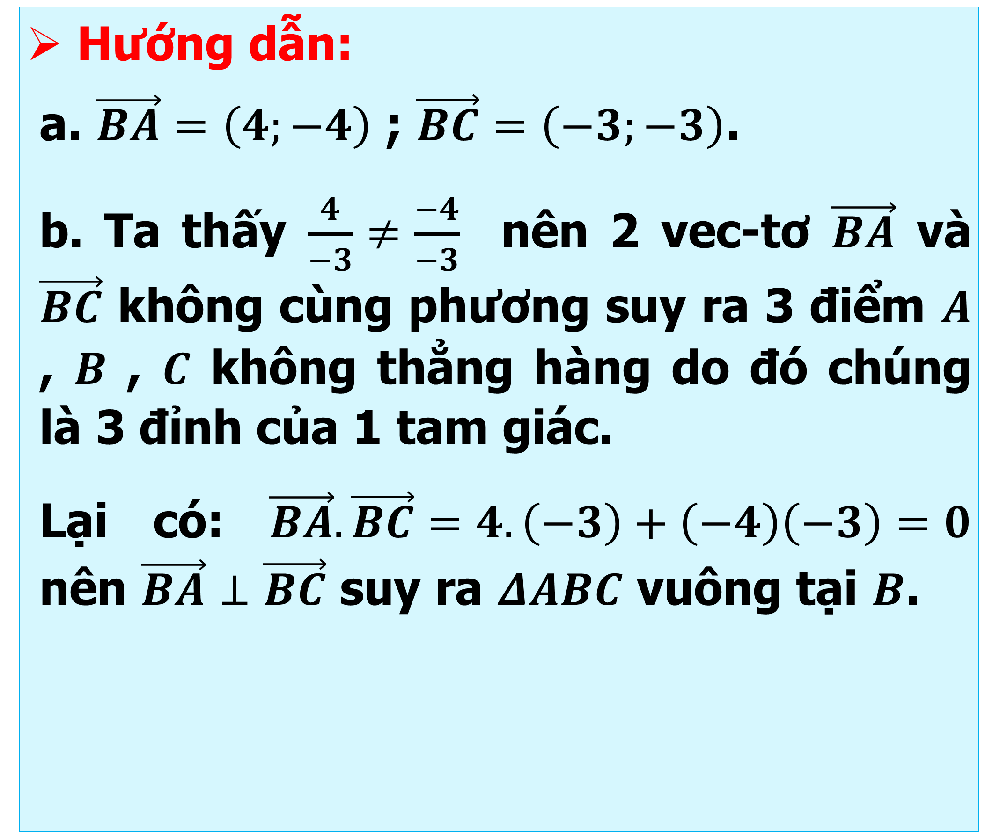 ➢ Hướng dẫn:
a. $\overrightarrow{BA} = (4; -4)$ ; $\overrightarrow{BC} = (-3; -3)$.
b. Ta thấy $\frac{4}{-3} \neq \frac{-4}{-3}$ nên 2 vec-tơ $\overrightarrow{BA}$ và
$\overrightarrow{BC}$ không cùng phương suy ra 3 điểm $A$
, $B$ , $C$ không thẳng hàng do đó chúng
là 3 đỉnh của 1 tam giác.
Lại có: $\overrightarrow{BA}.\overrightarrow{BC} = 4.(-3) + (-4)(-3) = 0$
nên $\overrightarrow{BA} \perp \overrightarrow{BC}$ suy ra $\Delta ABC$ vuông tại $B$.